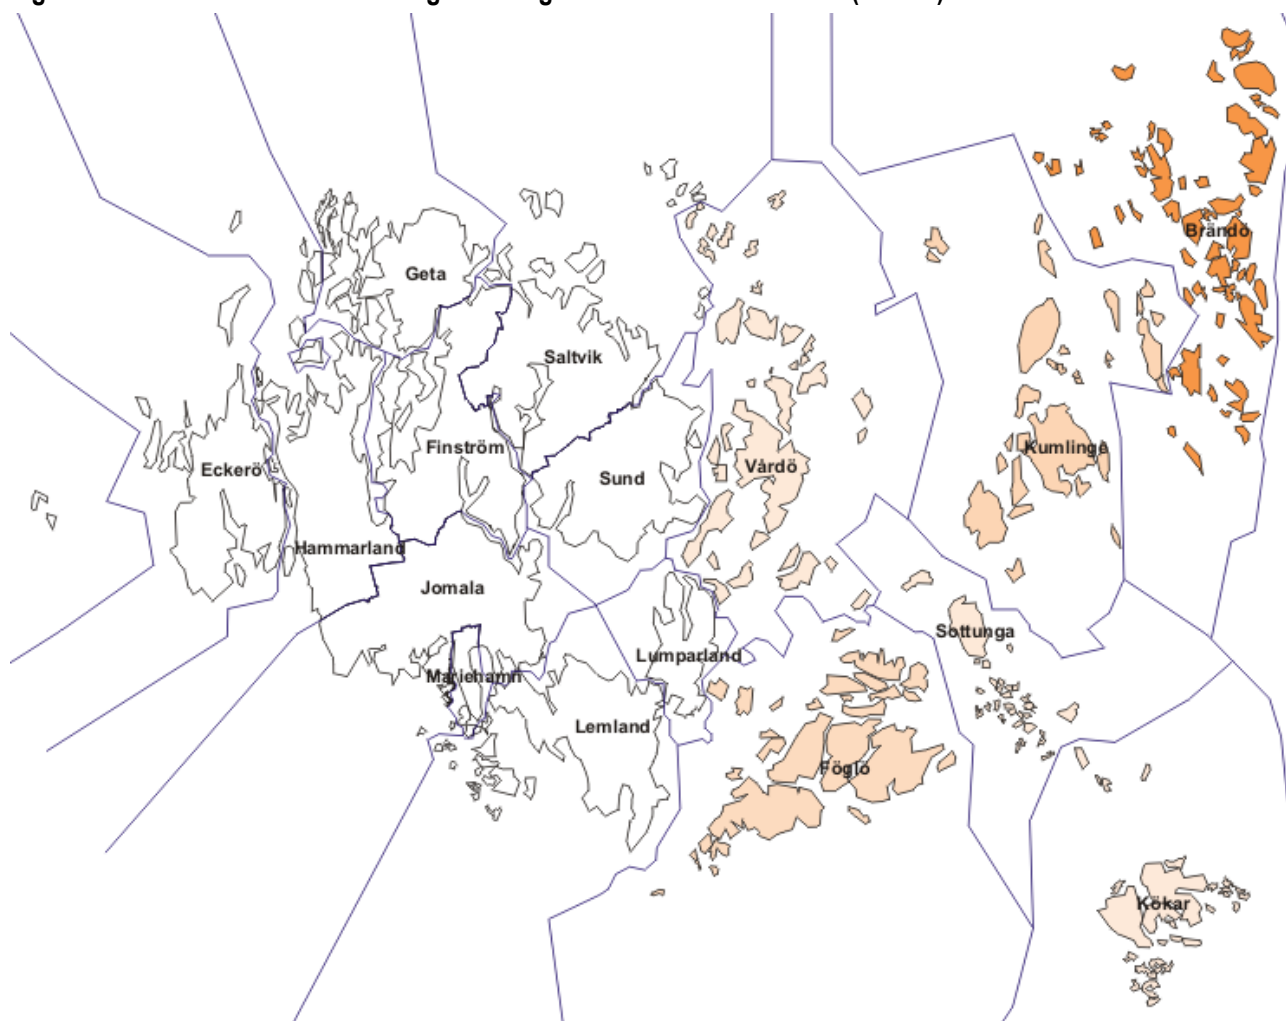 Brändö
Geta
Saltvik
Finström
Kumlinge
Vårdö
Eckerö
Sund
Hammarland
Jomala
Sottunga
Lumparland
Mariehamn
Lemland
Föglö
Kökar